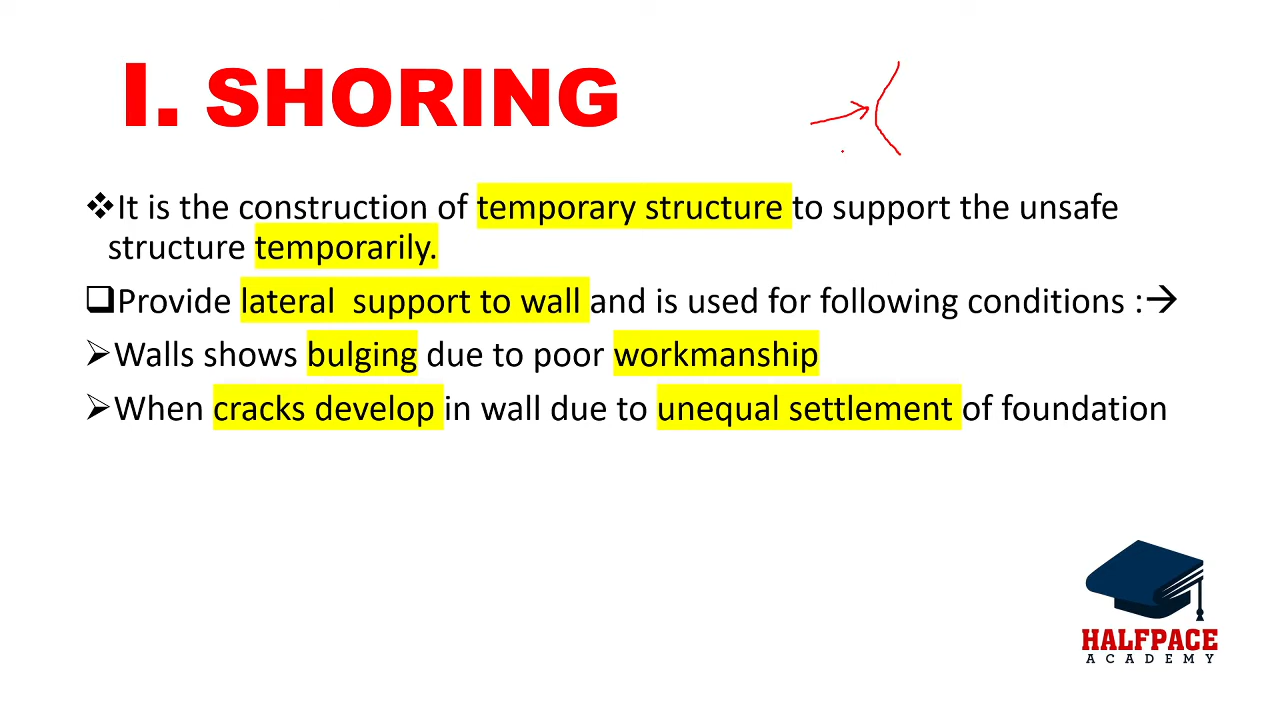 I. SHORING
❖It is the construction of temporary structure to support the unsafe
structure temporarily.
❑Provide lateral support to wall and is used for following conditions :→
➢Walls shows bulging due to poor workmanship
➢When cracks develop in wall due to unequal settlement of foundation
HALFPACE
ACADEMY